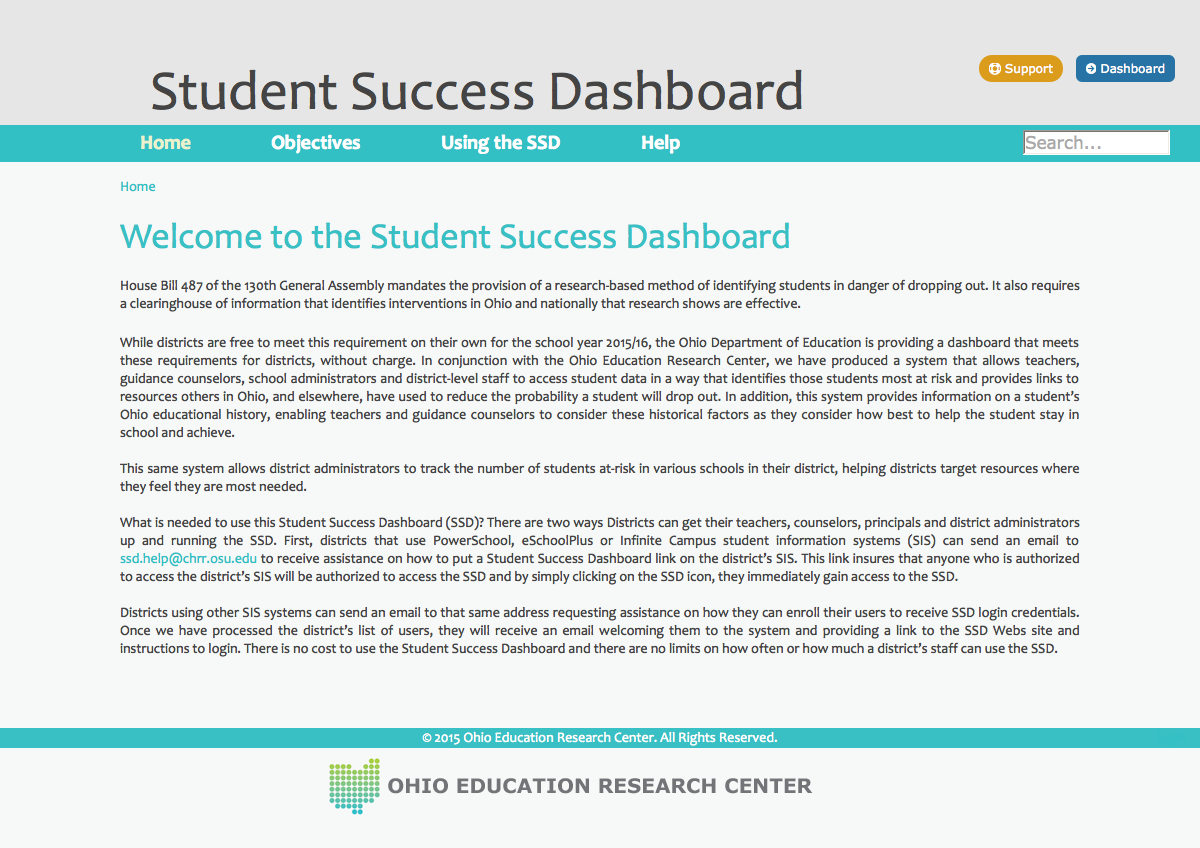 Support
Dashboard
Student Success Dashboard
Home
Objectives
Using the SSD
Help
Search...
Home
Welcome to the Student Success Dashboard
House Bill 487 of the 130th General Assembly mandates the provision of a research-based method of identifying students in danger of dropping out. It also requires
a clearinghouse of information that identifies interventions in Ohio and nationally that research shows are effective.
While districts are free to meet this requirement on their own for the school year 2015/16, the Ohio Department of Education is providing a dashboard that meets
these requirements for districts, without charge. In conjunction with the Ohio Education Research Center, we have produced a system that allows teachers,
guidance counselors, school administrators and district-level staff to access student data in a way that identifies those students most at risk and provides links to
resources others in Ohio, and elsewhere, have used to reduce the probability a student will drop out. In addition, this system provides information on a student's
Ohio educational history, enabling teachers and guidance counselors to consider these historical factors as they consider how best to help the student stay in
school and achieve.
This same system allows district administrators to track the number of students at-risk in various schools in their district, helping districts target resources where
they feel they are most needed.
What is needed to use this Student Success Dashboard (SSD)? There are two ways Districts can get their teachers, counselors, principals and district administrators
up and running the SSD. First, districts that use PowerSchool, eSchoolPlus or Infinite Campus student information systems (SIS) can send an email to
ssd.help@chrr.osu.edu to receive assistance on how to put a Student Success Dashboard link on the district's SIS. This link insures that anyone who is authorized
to access the district's SIS will be authorized to access the SSD and by simply clicking on the SSD icon, they immediately gain access to the SSD.
Districts using other SIS systems can send an email to that same address requesting assistance on how they can enroll their users to receive SSD login credentials.
Once we have processed the district's list of users, they will receive an email welcoming them to the system and providing a link to the SSD Webs site and
instructions to login. There is no cost to use the Student Success Dashboard and there are no limits on how often or how much a district's staff can use the SSD.
© 2015 Ohio Education Research Center. All Rights Reserved.
OHIO EDUCATION RESEARCH CENTER